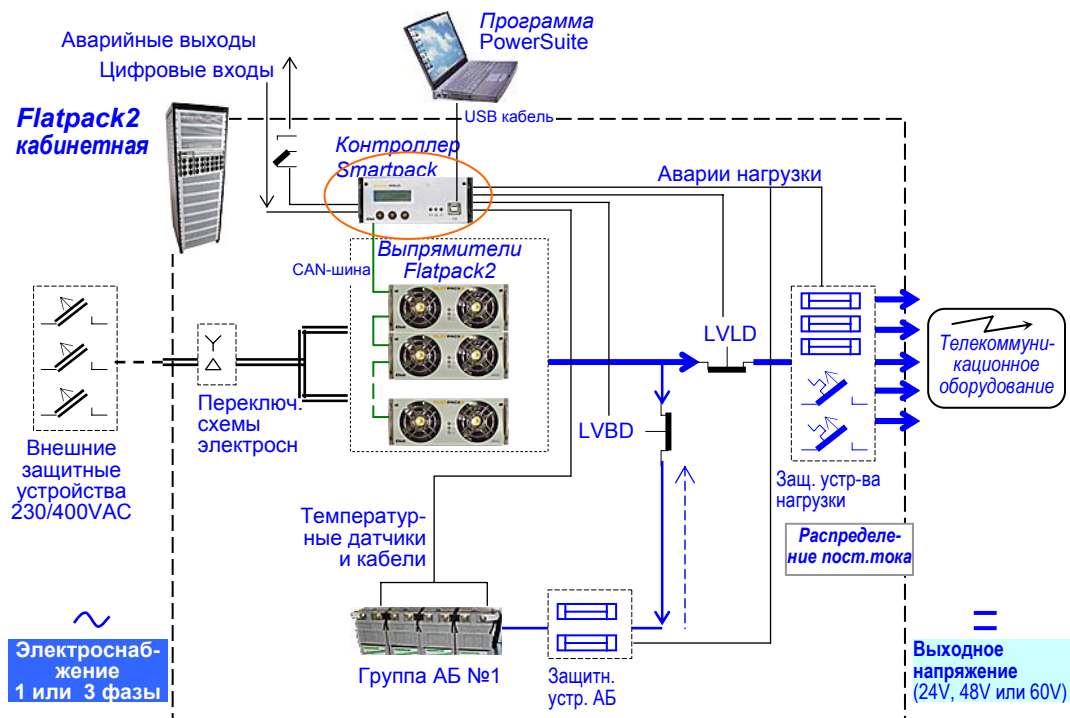 Аварийные выходы
Цифровые входы
Программа
PowerSuite
USB кабель
Flatpack2
кабинетная
Контроллер
Smartpack
Аварии нагрузки
Выпрямители
Flatpack2
CAN-шина
LVLD
Телекоммуни-
кационное
оборудование
Переключ.
схемы
электросн
LVBD
Внешние
защитные
устройства
230/400VAC
Защ. устр-ва
нагрузки
Температур-
ные датчики
и кабели
Распределе-
ние пост.тока
Электроснаб-
жение
1 или 3 фазы
Группа АБ №1
Защитн.
устр. АБ
Выходное
напряжение
(24V, 48V или 60V)